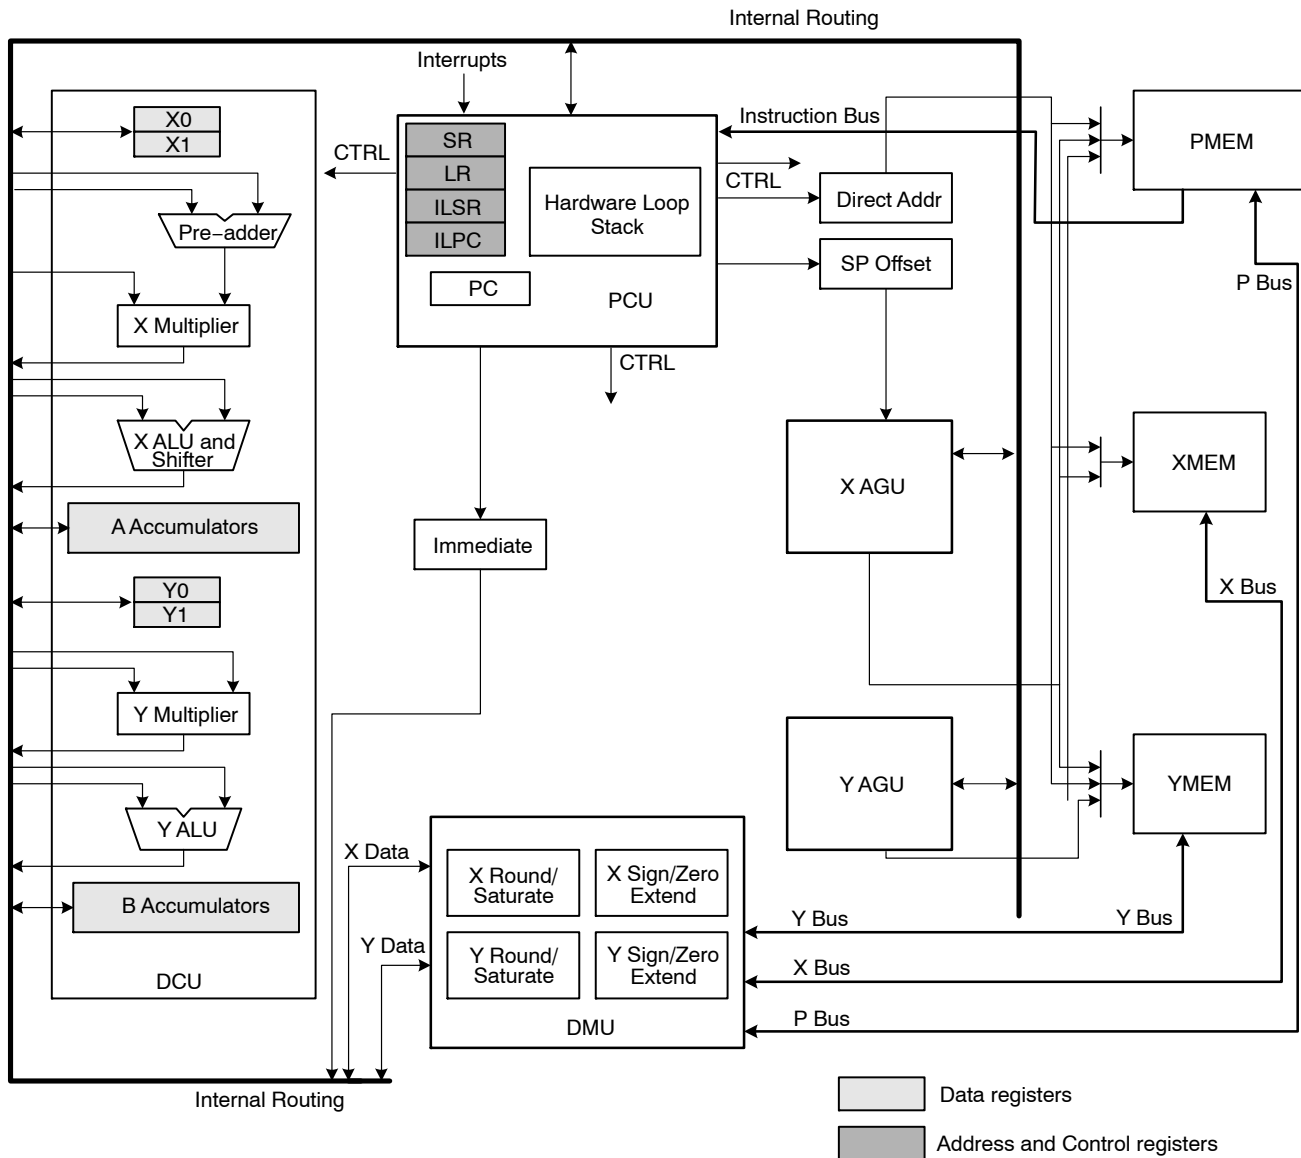 Internal Routing
Interrupts
X0
X1
Pre−adder
X Multiplier
X ALU and
Shifter
A Accumulators
Y0
Y1
Y Multiplier
Y ALU
B Accumulators
DCU
CTRL
SR
LR
ILSR
ILPC
PC
Hardware Loop
Stack
PCU
CTRL
CTRL
Instruction Bus
Direct Addr
SP Offset
Immediate
X AGU
Y AGU
PMEM
P Bus
XMEM
X Bus
YMEM
Y Bus
X Data
Y Data
X Round/
Saturate
X Sign/Zero
Extend
Y Round/
Saturate
Y Sign/Zero
Extend
DMU
Y Bus
X Bus
P Bus
Internal Routing
Data registers
Address and Control registers